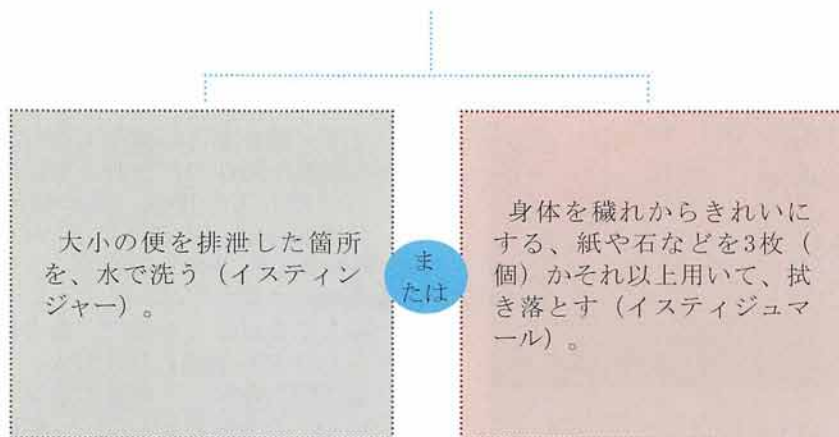 大小の便を排泄した箇所
を、水で洗う（イスティン
ジャー）。
ま
たは
身体を穢れからきれいに
する、紙や石などを3枚（
個）かそれ以上用いて、拭
き落とす（イスティジュマ
ール）。